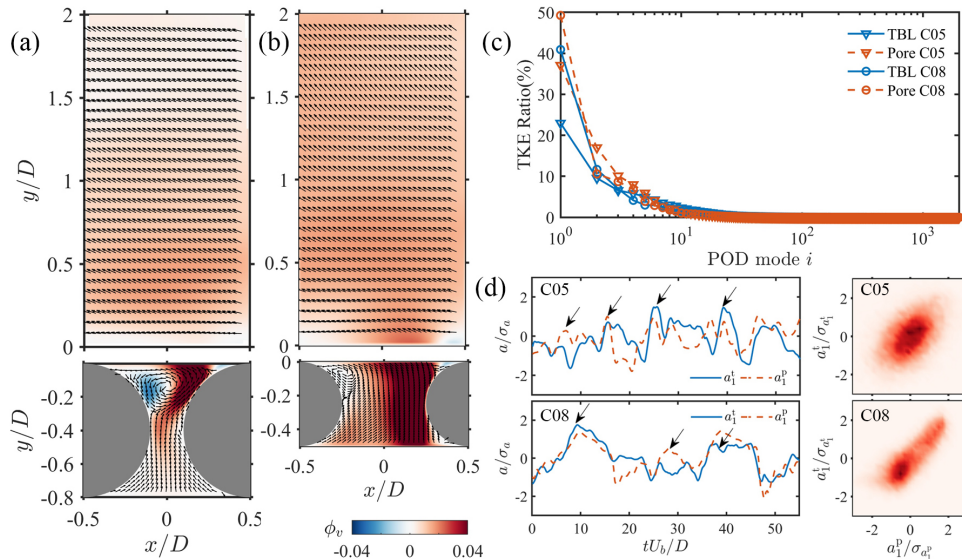 (a)
(b)
(c)
(d)
2
1.5
1
0.5
0
y/D
0
-0.2
-0.4
-0.6
-0.8
y/D
-0.5
0
0.5
x/D
2
1.5
1
0.5
0
0
-0.5
-0.5
0
0.5
x/D
ϕ_v
-0.04
0.04
50
40
30
20
10
0
TKE Ratio(%)
10^0
10^1
10^2
10^3
POD mode i
TBL C05
Pore C05
TBL C08
Pore C08
C05
2
0
-2
a/σ_a
a_1^t
a_1^p
C08
2
0
-2
a/σ_a
a_1^t
a_1^p
0
10
20
30
40
50
tU_b/D
C05
2
0
-2
a_1^t/σ_{a_1^t}
C08
2
0
-2
a_1^t/σ_{a_1^t}
-2
0
2
a_1^p/σ_{a_1^p}